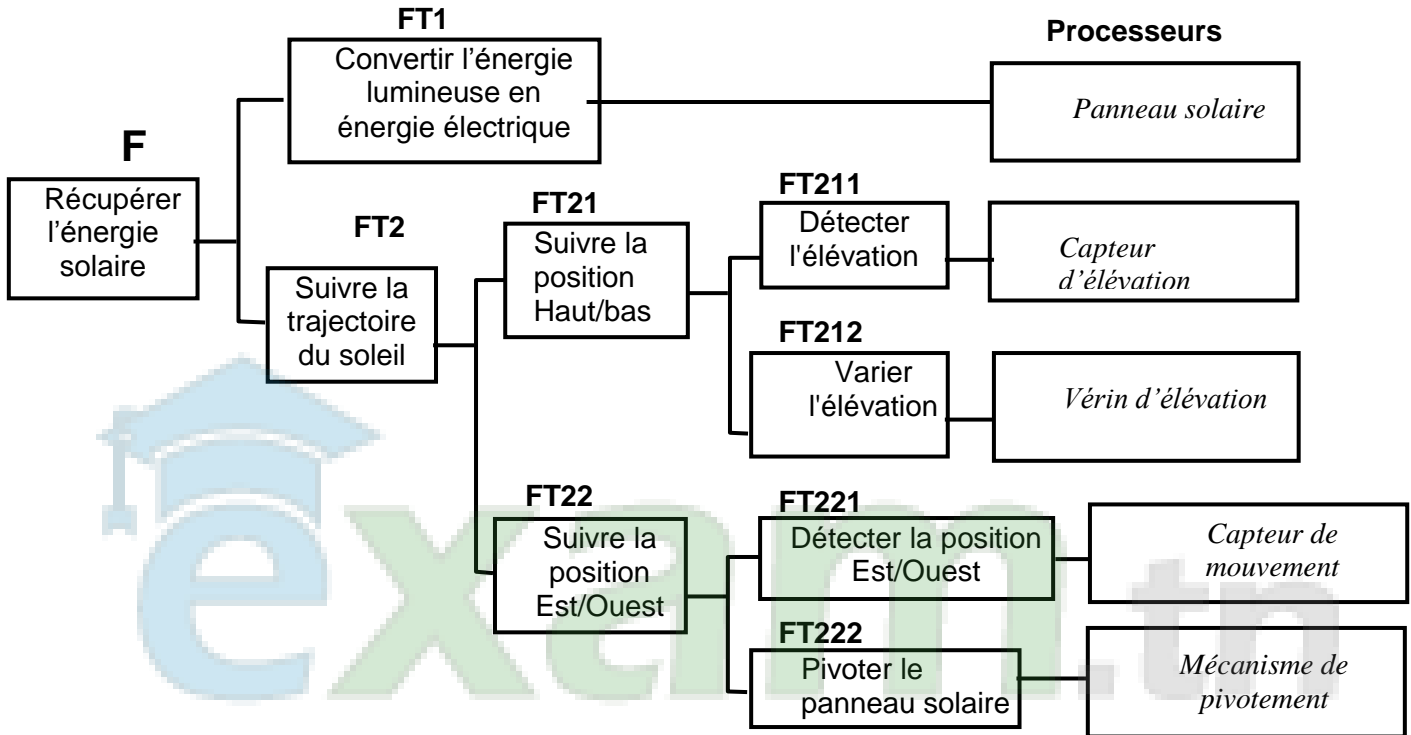 FT1
Processeurs
Convertir l'énergie
lumineuse en
énergie électrique
Panneau solaire
F
Récupérer
l'énergie
solaire
FT2
Suivre la
trajectoire
du soleil
FT21
Suivre la
position
Haut/bas
FT211
Détecter
l'élévation
Capteur
d'élévation
FT212
Varier
l'élévation
Vérin d'élévation
FT22
Suivre la
position
Est/Ouest
FT221
Détecter la position
Est/Ouest
Capteur de
mouvement
FT222
Pivoter le
panneau solaire
Mécanisme de
pivotement
exam.tn